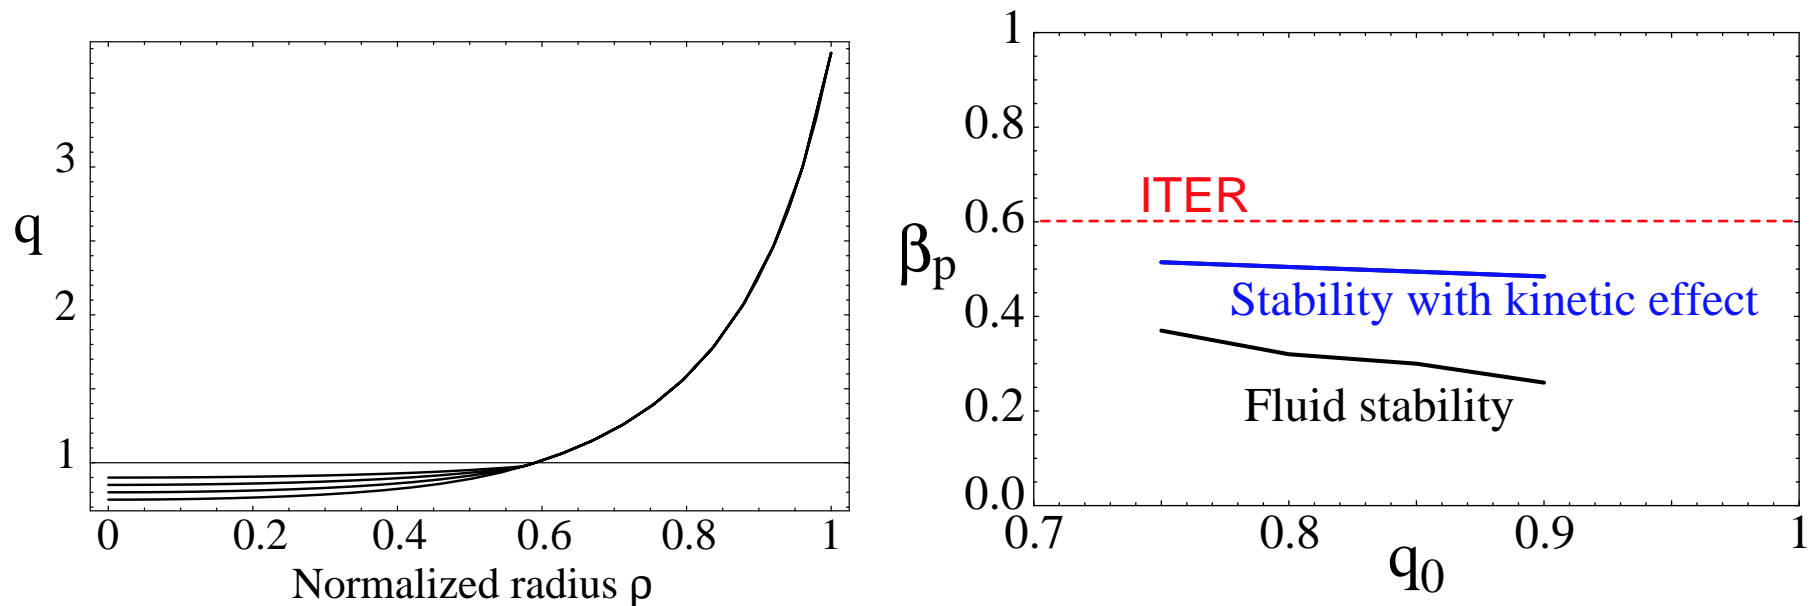 3
q
2
1
0 0.2 0.4 0.6 0.8 1
Normalized radius ρ
1
0.8
ITER
0.6
βp
Stability with kinetic effect
0.4
Fluid stability
0.2
0.0
0.7 0.8 0.9 1
q0